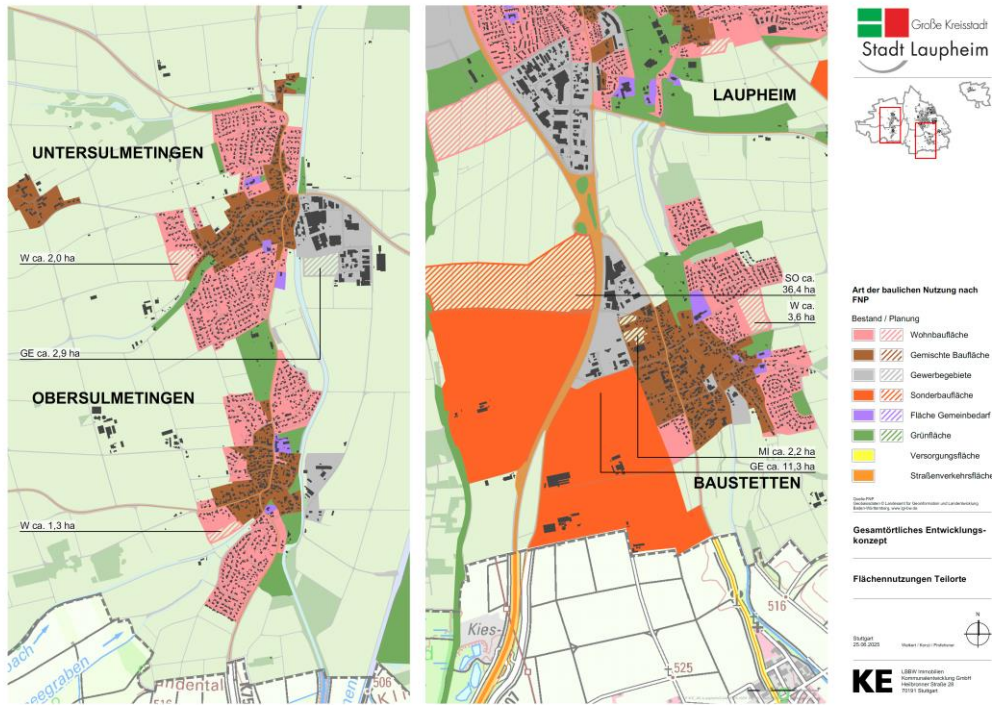 UNTERSULMETINGEN
W ca. 2,0 ha
GE ca. 2,9 ha
OBERSULMETINGEN
W ca. 1,3 ha
506
LAUPHEIM
SO ca.
36,4 ha
W ca.
3,6 ha
MI ca. 2,2 ha
GE ca. 11,3 ha
BAUSTETTEN
516
Kies-
525
Große Kreisstadt
Stadt Laupheim
Art der baulichen Nutzung nach
FNP
Bestand / Planung
Wohnbaufläche
Gemischte Baufläche
Gewerbegebiete
Sonderbaufläche
Fläche Gemeinbedarf
Grünfläche
Versorgungsfläche
Straßenverkehrsfläche
Gesamtörtliches Entwicklungs-
konzept
Flächennutzungen Teilorte
N
Stuttgart
25.06.2025
KE
LBBW Immobilien
Kommunalentwicklung GmbH
Heilbronner Straße 28
70191 Stuttgart